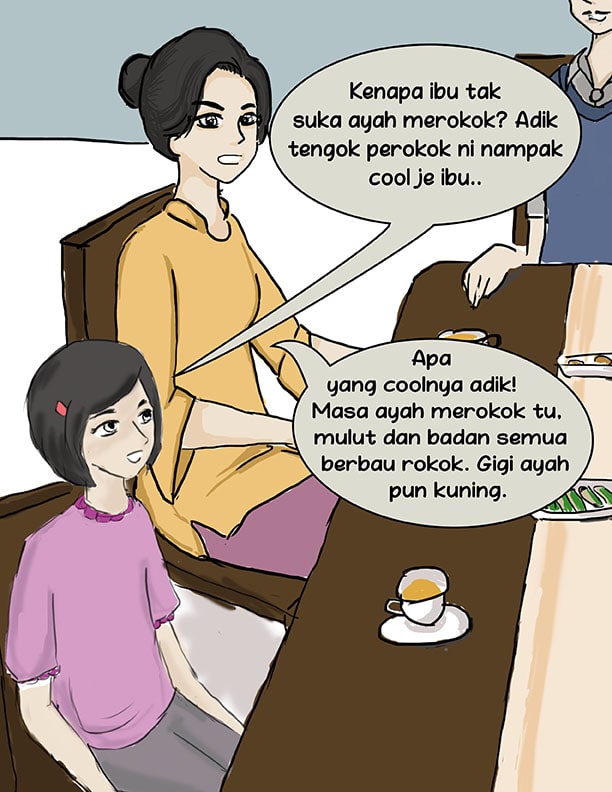 Kenapa ibu tak
suka ayah merokok? Adik
tengok perokok ni nampak
cool je ibu..
Apa
yang coolnya adik!
Masa ayah merokok tu,
mulut dan badan semua
berbau rokok. Gigi ayah
pun kuning.